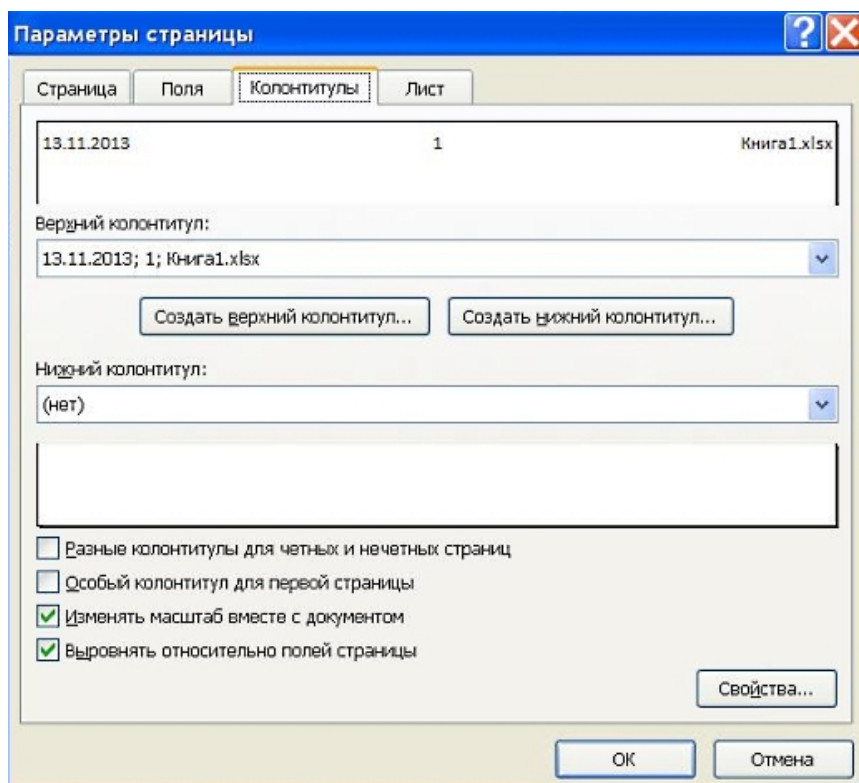 Параметры страницы
Страница Поля Колонтитулы Лист
13.11.2013 1 Книга1.xlsx
Верхний колонтитул:
13.11.2013; 1; Книга1.xlsx
Создать верхний колонтитул... Создать нижний колонтитул...
Нижний колонтитул:
(нет)
Разные колонтитулы для четных и нечетных страниц
Особый колонтитул для первой страницы
Изменять масштаб вместе с документом
Выровнять относительно полей страницы
Свойства...
ОК Отмена